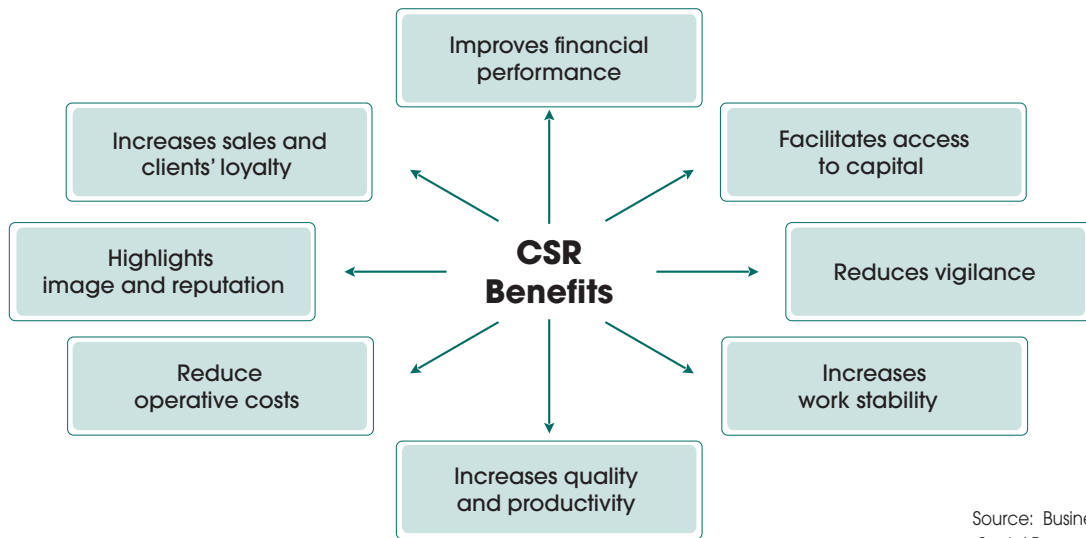 Improves financial
performance
Increases sales and
clients' loyalty
Facilitates access
to capital
Highlights
image and reputation
CSR
Benefits
Reduces vigilance
Reduce
operative costs
Increases
work stability
Increases quality
and productivity
Source: